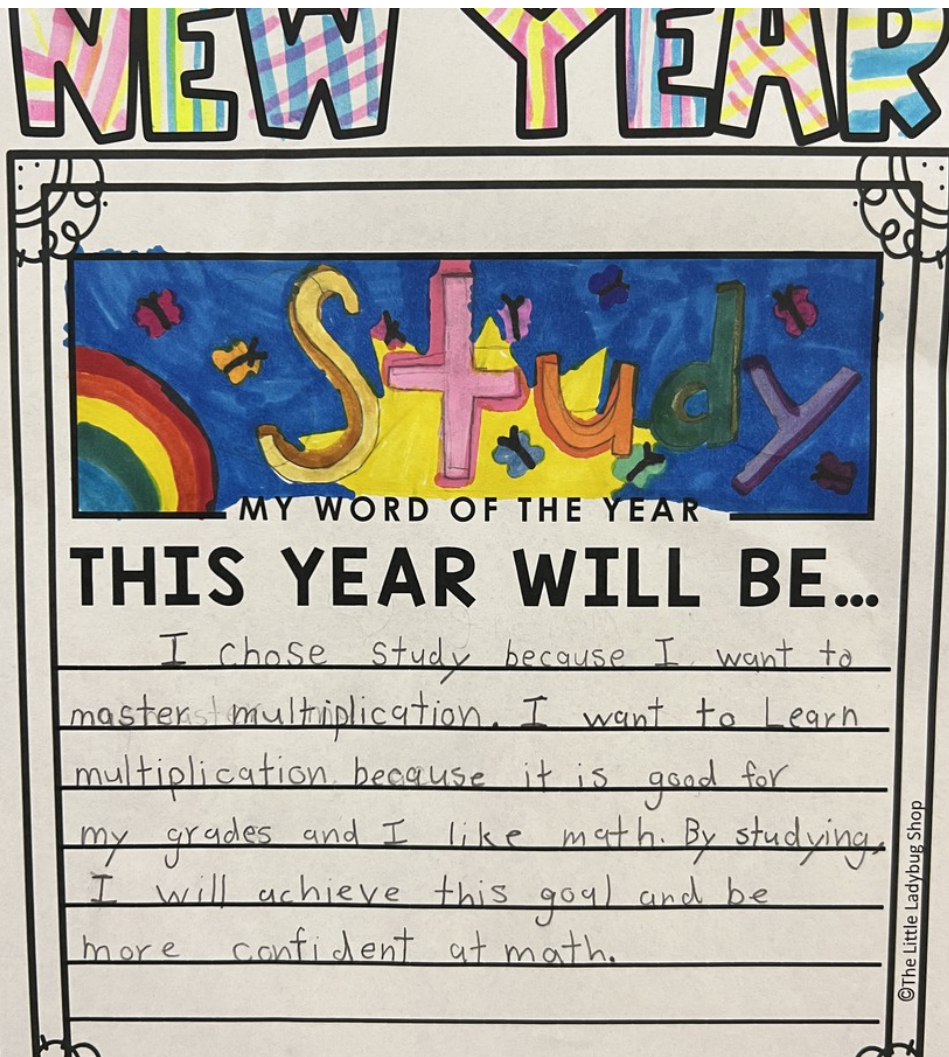 NEW YEAR
Study
MY WORD OF THE YEAR
THIS YEAR WILL BE...
I chose study because I want to
master multiplication. I want to Learn
multiplication because it is good for
my grades and I like math. By studying,
I will achieve this goal and be
more confident at math.
©The Little Ladybug Shop